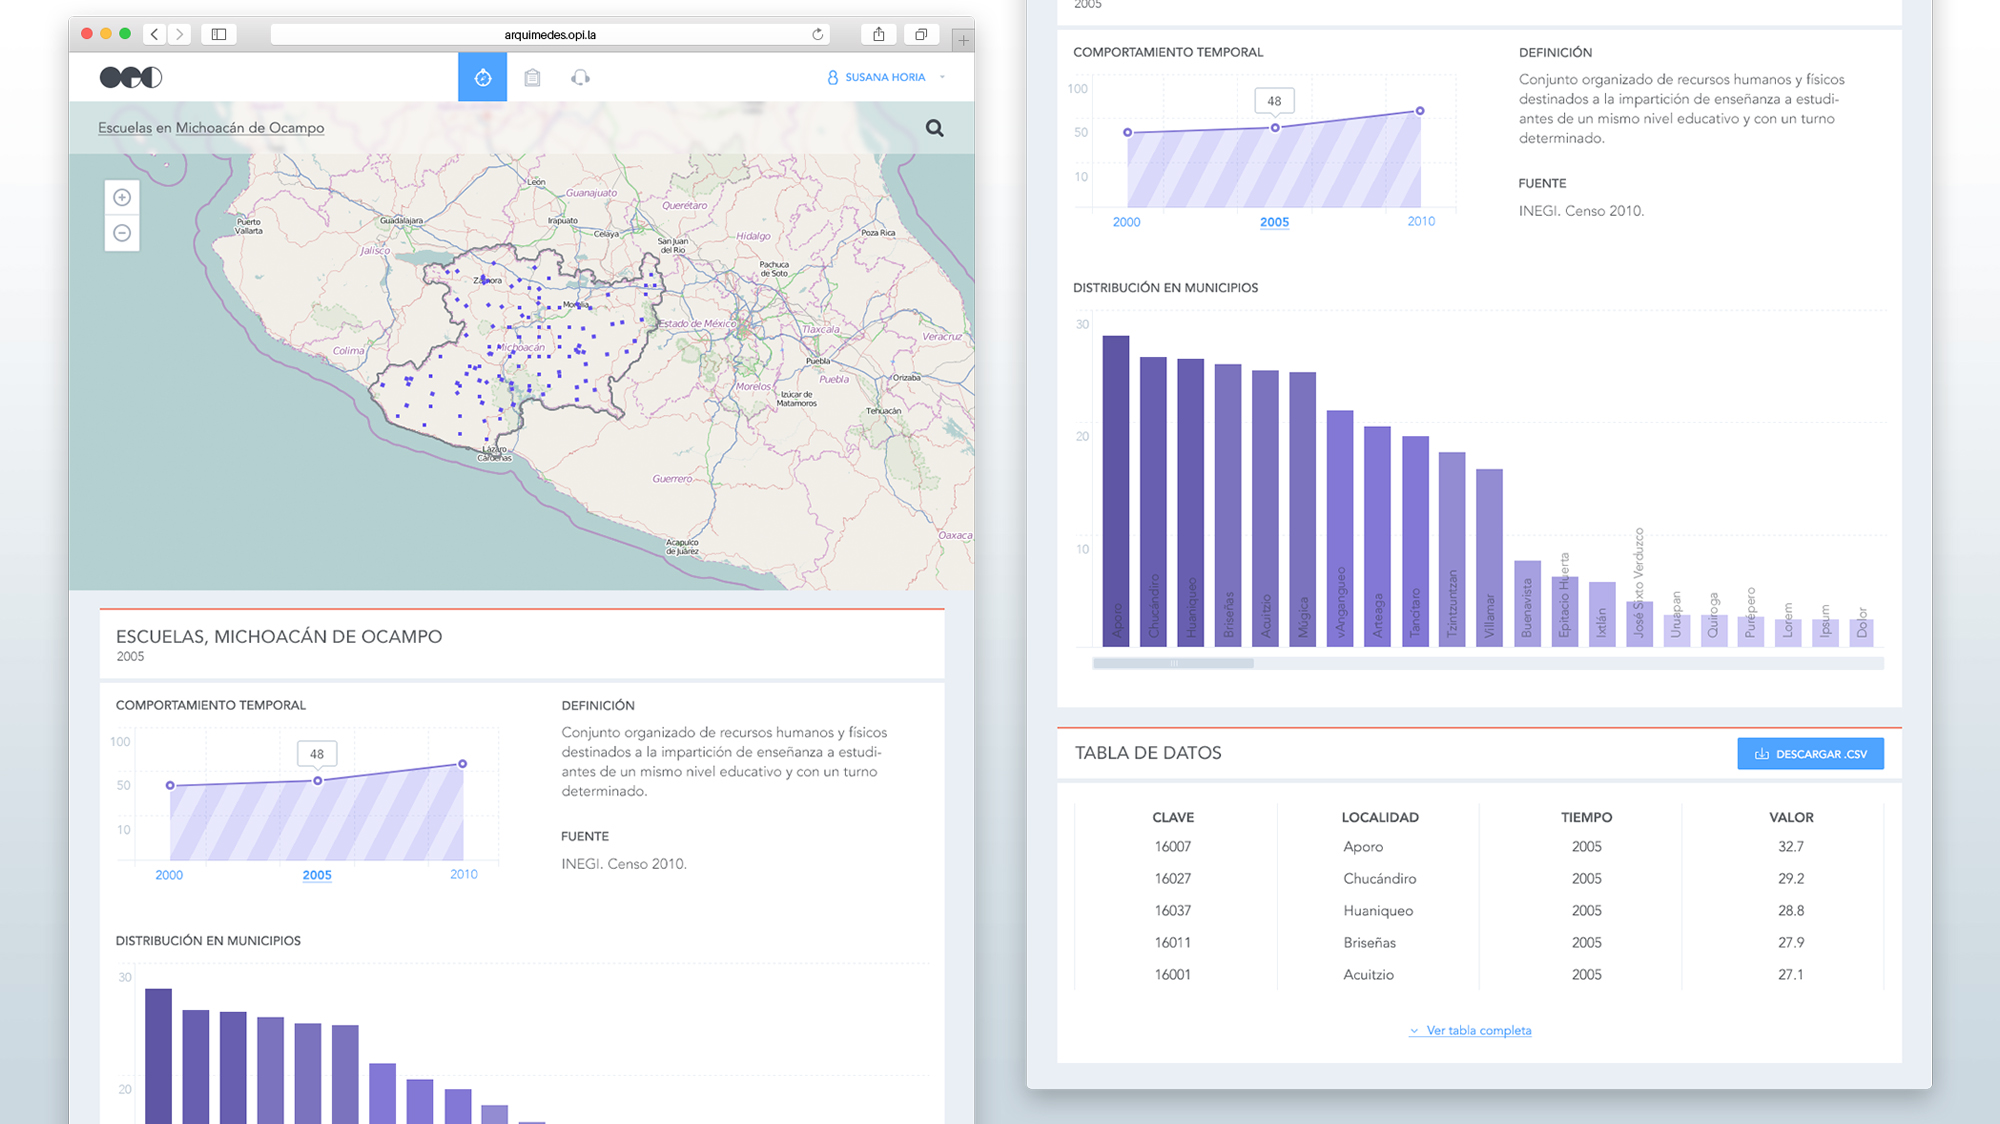 arquimedes.opi.la
SUSANA HORIA
Escuelas en Michoacán de Ocampo
León
Guanajuato
Puerto
Vallarta
Guadalajara
Irapuato
Querétaro
Celaya
San Juan
del Río
Hidalgo
Poza Rica
Jalisco
Pachuca
de Soto
Zamora
Morelia
Estado de México
Tlaxcala
Veracruz
Colima
Michoacán
Puebla
Puebla
Morelos
Orizaba
Izúcar de
Matamoros
Tehuacán
Lázaro
Cárdenas
Guerrero
Acapulco
de Juárez
Oaxaca
ESCUELAS, MICHOACÁN DE OCAMPO
2005
COMPORTAMIENTO TEMPORAL
100
50
10
48
2000
2005
2010
DEFINICIÓN
Conjunto organizado de recursos humanos y físicos
destinados a la impartición de enseñanza a estudi-
antes de un mismo nivel educativo y con un turno
determinado.
FUENTE
INEGI. Censo 2010.
DISTRIBUCIÓN EN MUNICIPIOS
30
20
2005
COMPORTAMIENTO TEMPORAL
100
50
10
48
2000
2005
2010
DEFINICIÓN
Conjunto organizado de recursos humanos y físicos
destinados a la impartición de enseñanza a estudi-
antes de un mismo nivel educativo y con un turno
determinado.
FUENTE
INEGI. Censo 2010.
DISTRIBUCIÓN EN MUNICIPIOS
30
20
10
Aporo
Chucándiro
Huaniqueo
Briseñas
Acuitzio
Múgica
vAngangueo
Arteaga
Tancítaro
Tzintzuntzan
Villamar
Buenavista
Epitacio Huerta
Ixtlán
José Sixto Verduzco
Uruapan
Quiroga
Purépero
Lorem
Ipsum
Dolor
TABLA DE DATOS
DESCARGAR .CSV
CLAVE LOCALIDAD TIEMPO VALOR
16007 Aporo 2005 32.7
16027 Chucándiro 2005 29.2
16037 Huaniqueo 2005 28.8
16011 Briseñas 2005 27.9
16001 Acuitzio 2005 27.1
Ver tabla completa